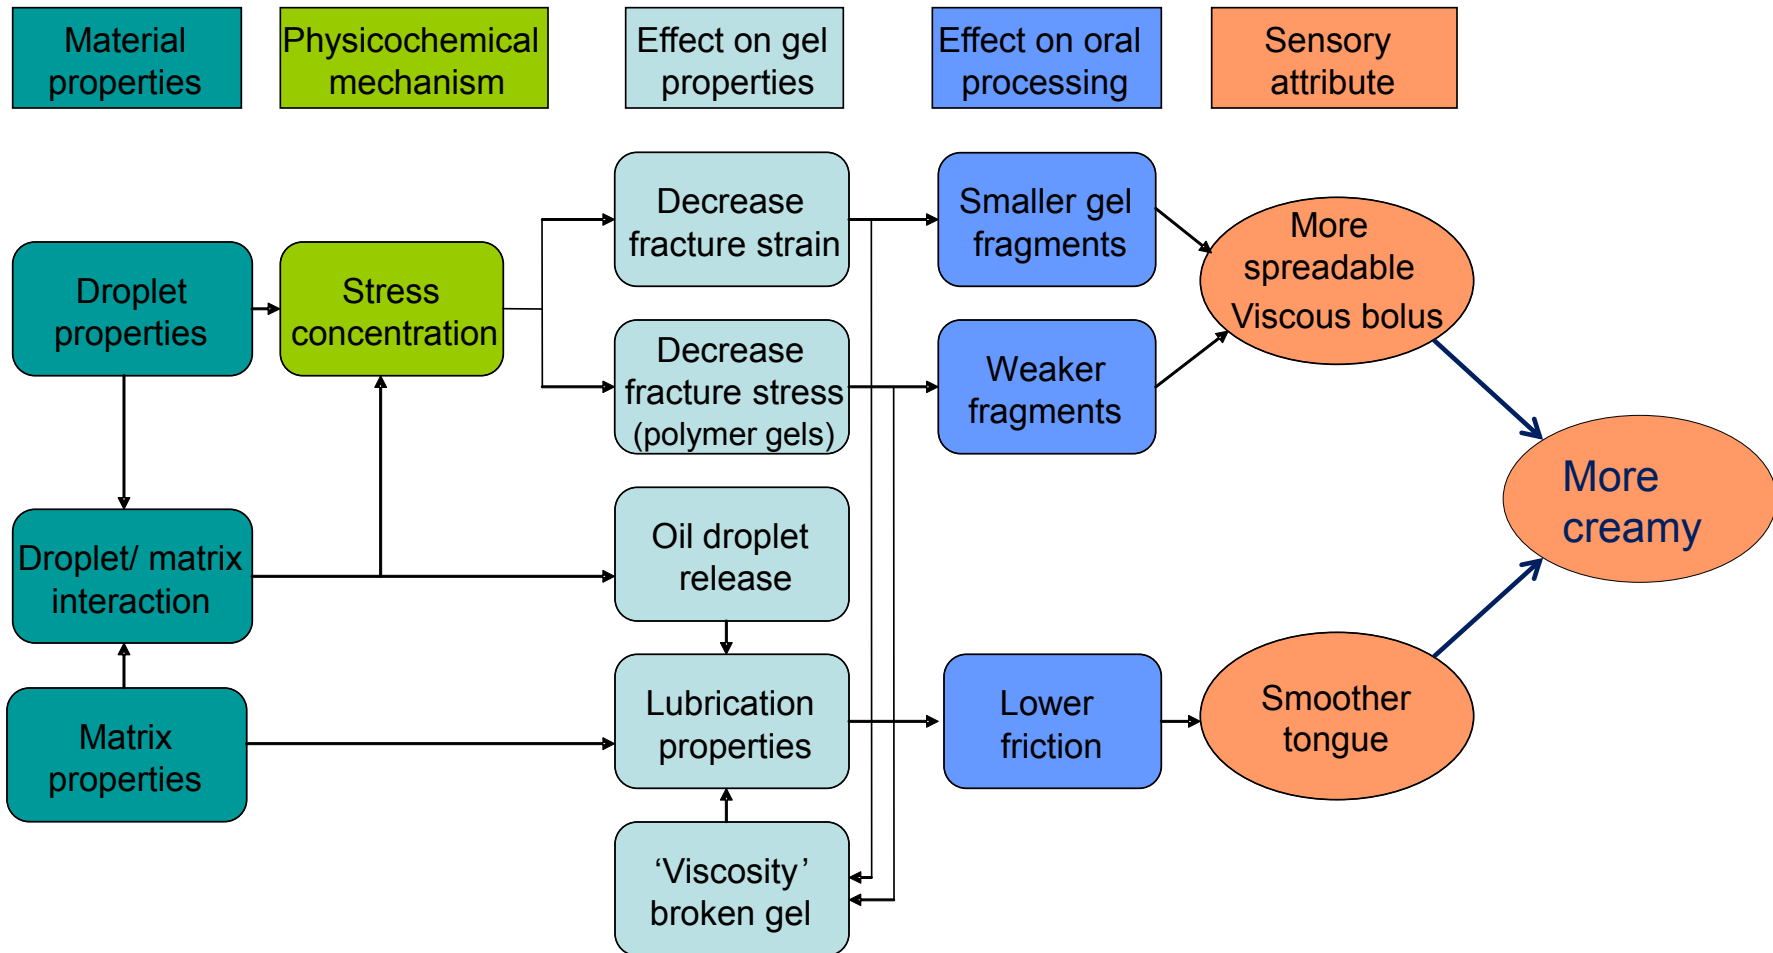 Material
properties
Physicochemical
mechanism
Effect on gel
properties
Effect on oral
processing
Sensory
attribute
Droplet
properties
Stress
concentration
Decrease
fracture strain
Smaller gel
fragments
More
spreadable
Viscous bolus
Decrease
fracture stress
(polymer gels)
Weaker
fragments
More
creamy
Droplet/ matrix
interaction
Oil droplet
release
Matrix
properties
Lubrication
properties
Lower
friction
Smoother
tongue
‘Viscosity’
broken gel